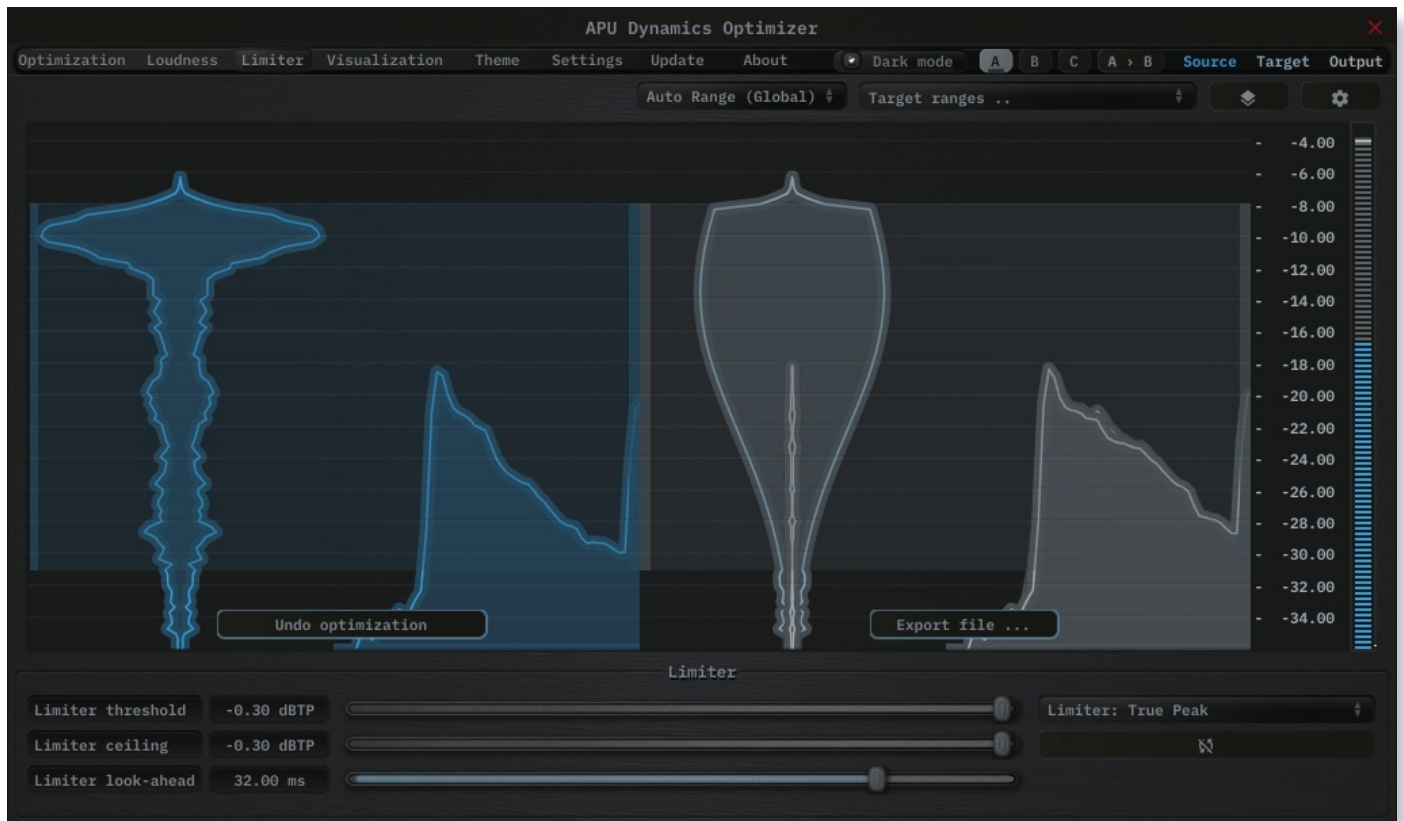 APU Dynamics Optimizer
Optimization Loudness Limiter Visualization Theme Settings Update About Dark mode A B C A › B Source Target Output
Auto Range (Global) Target ranges ..
- -4.00
- -6.00
- -8.00
- -10.00
- -12.00
- -14.00
- -16.00
- -18.00
- -20.00
- -22.00
- -24.00
- -26.00
- -28.00
- -30.00
- -32.00
- -34.00
Undo optimization Export file ...
Limiter
Limiter threshold -0.30 dBTP Limiter: True Peak
Limiter ceiling -0.30 dBTP
Limiter look-ahead 32.00 ms